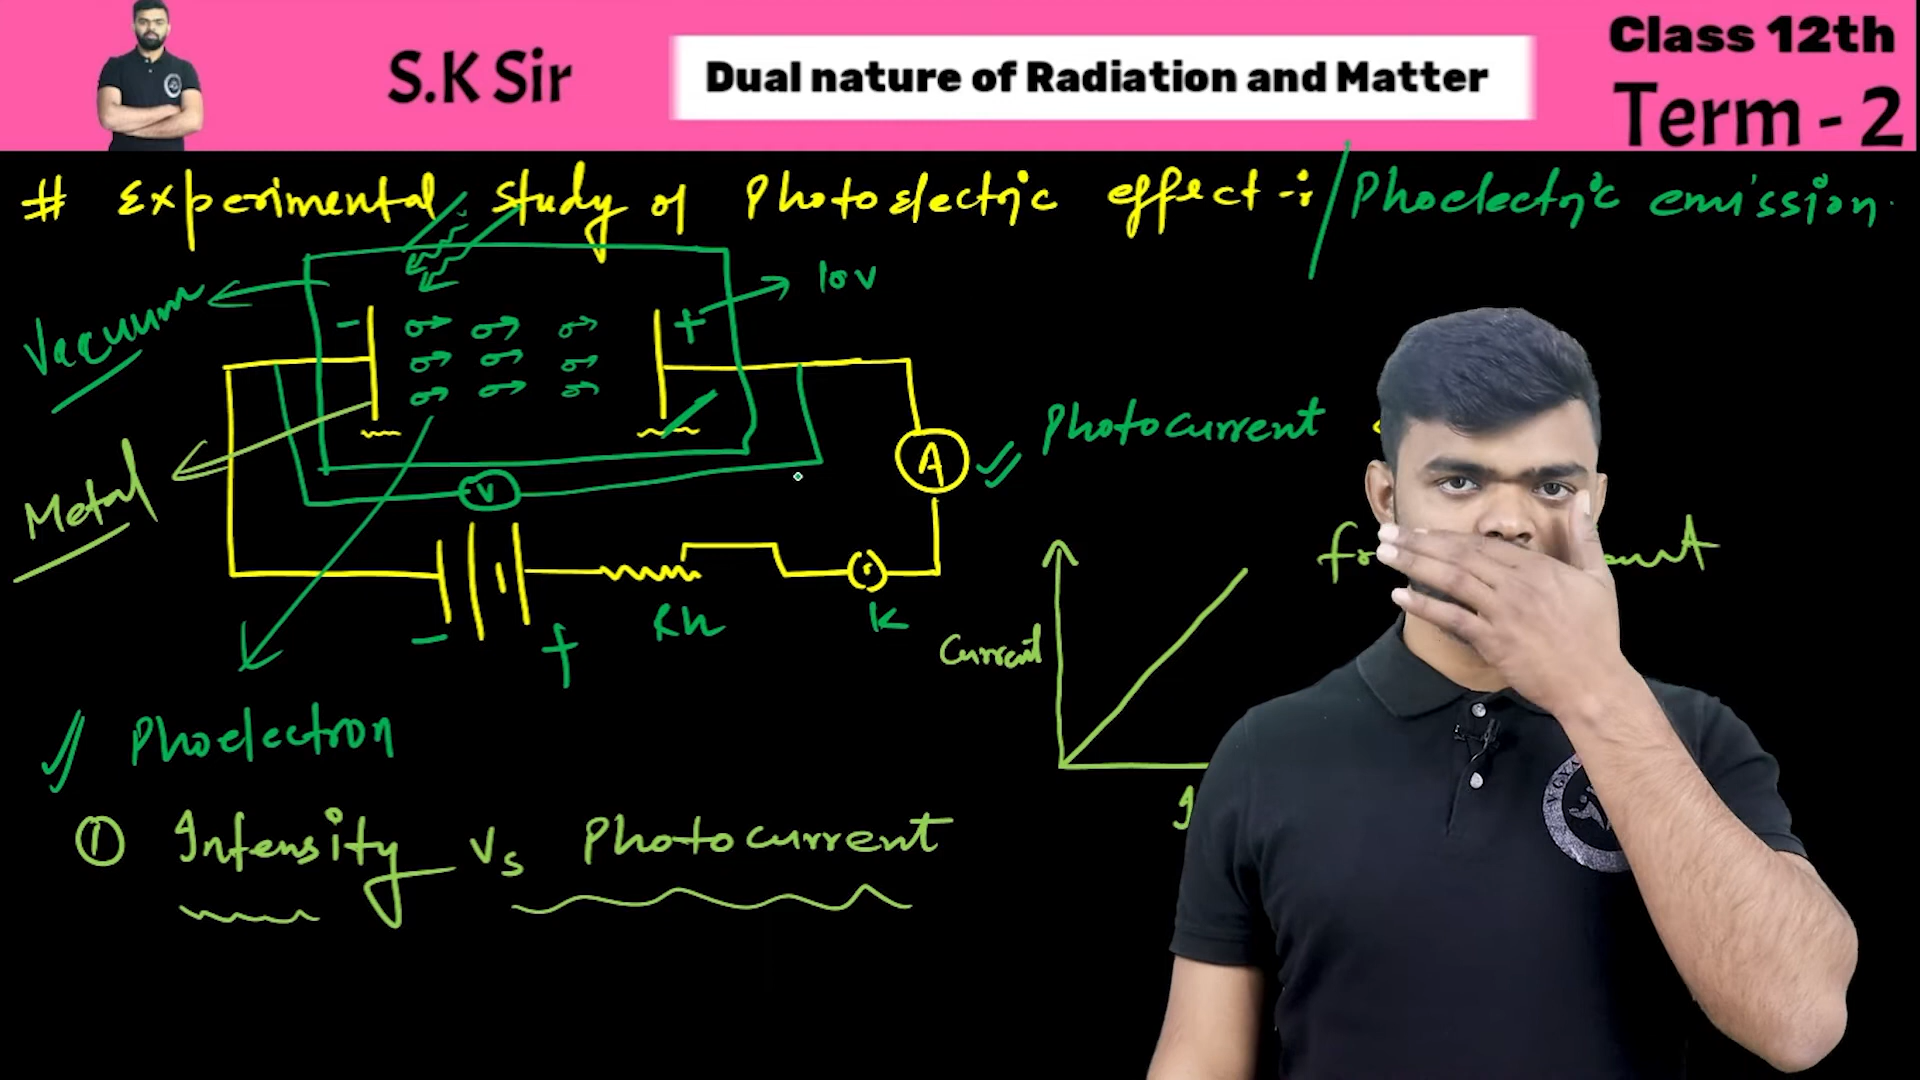 S.K Sir
Dual nature of Radiation and Matter
Class 12th
Term - 2
# Experimental study of Photoelectric effect -: / Phoelectric emission.
Vacuum
10V
- +
Metal
V
A
Photocurrent
- +
Rh
K
Current
Phoelectron
① Intensity Vs Photocurrent